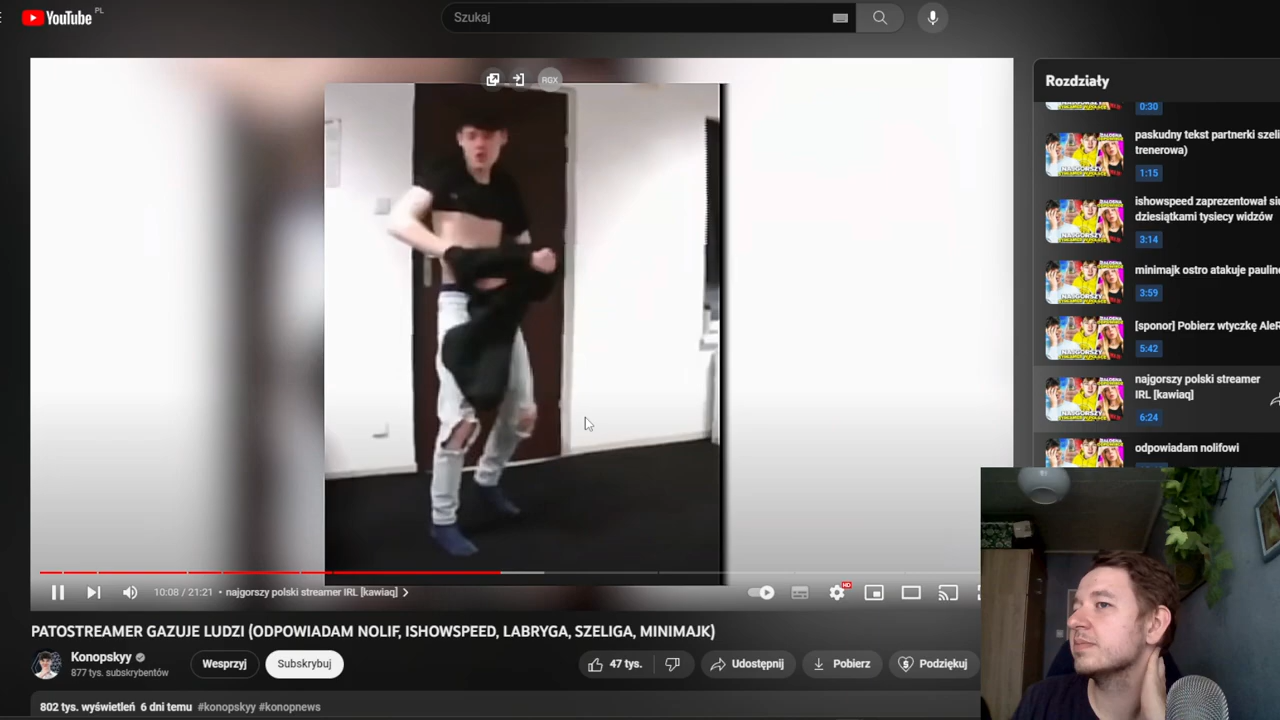 YouTube PL
Szukaj
RGX
Rozdziały
0:30
paskudny tekst partnerki szeli
trenerowa)
1:15
ishowspeed zaprezentował si
dziesiątkami tysiecy widzów
3:14
minimajk ostro atakuje pauline
3:59
[sponor] Pobierz wtyczkę AleR
5:42
najgorszy polski streamer
IRL [kawiaq]
6:24
odpowiadam nolifowi
10:08 / 21:21 • najgorszy polski streamer IRL [kawiaq]
HD
PATOSTREAMER GAZUJE LUDZI (ODPOWIADAM NOLIF, ISHOWSPEED, LABRYGA, SZELIGA, MINIMAJK)
Konopskyy
877 tys. subskrybentów
Wesprzyj
Subskrybuj
47 tys.
Udostępnij
Pobierz
Podziękuj
802 tys. wyświetleń 6 dni temu #konopskyy #konopnews